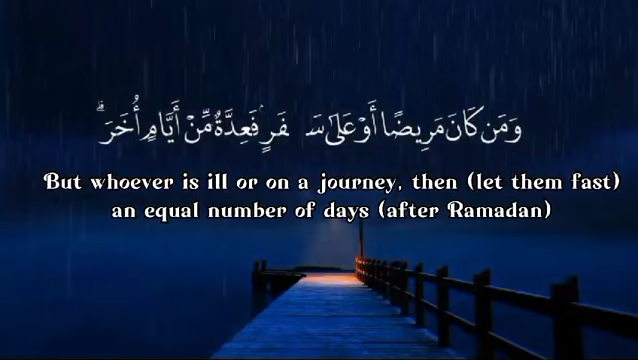 وَمَن كَانَ مَرِيضًا أَوْ عَلَىٰ سَفَرٍ فَعِدَّةٌ مِّنْ أَيَّامٍ أُخَرَ ۗ
But whoever is ill or on a journey, then (let them fast)
an equal number of days (after Ramadan)